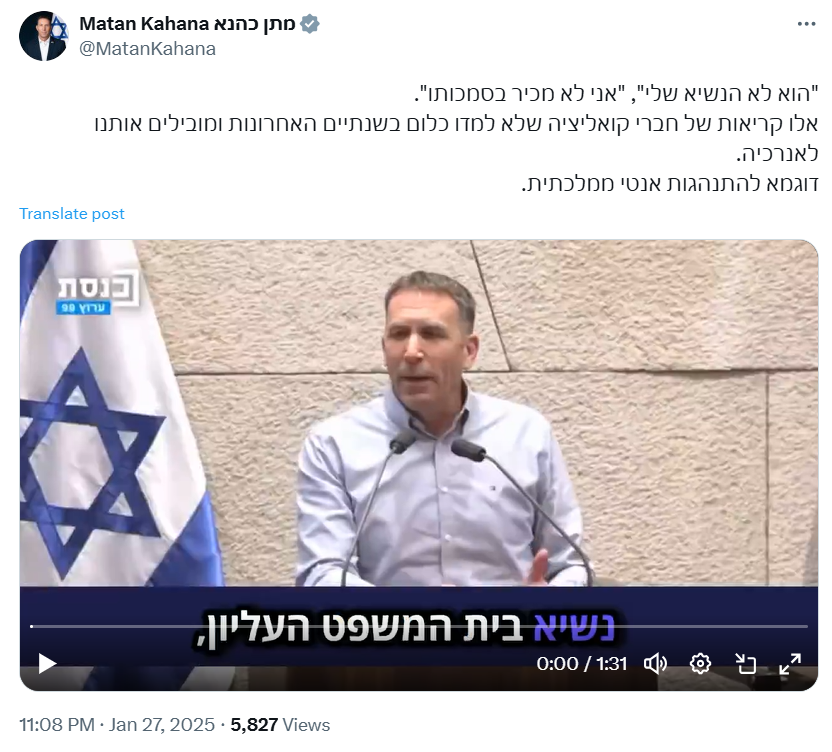 Matan Kahana מתן כהנא
@MatanKahana
"הוא לא הנשיא שלי", "אני לא מכיר בסמכותו".
אלו קריאות של חברי קואליציה שלא למדו כלום בשנתיים האחרונות ומובילים אותנו
לאנרכיה.
דוגמא להתנהגות אנטי ממלכתית.
Translate post
כנסת
ערוץ 99
נשיא בית המשפט העליון,
0:00 / 1:31
11:08 PM · Jan 27, 2025 · 5,827 Views